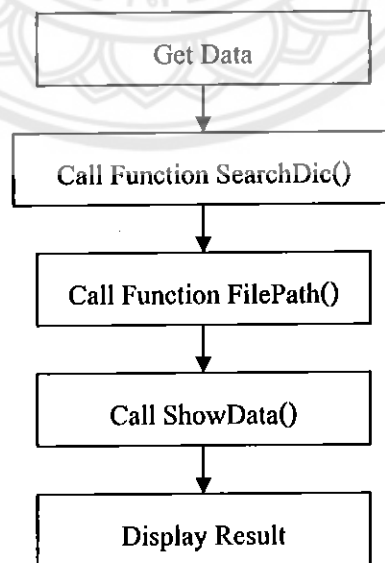 Get Data
Call Function SearchDic()
Call Function FilePath()
Call ShowData()
Display Result